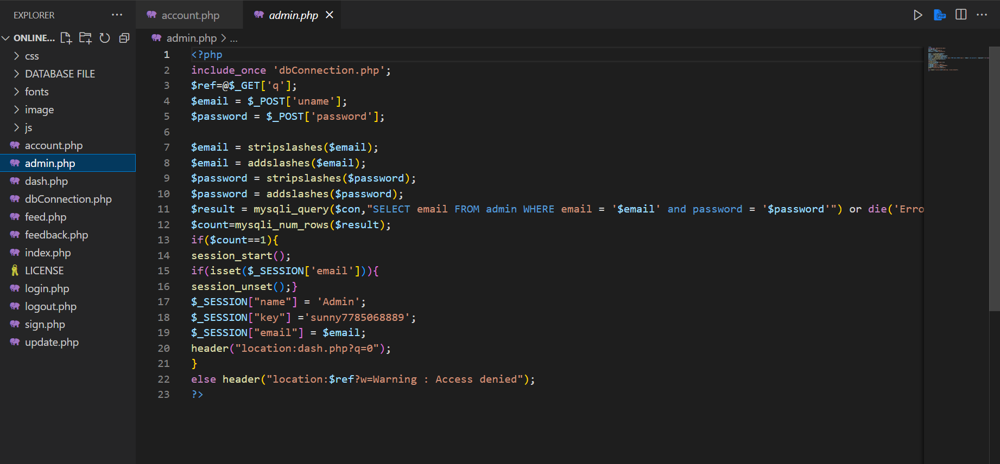 EXPLORER
ONLINE...
css
DATABASE FILE
fonts
image
js
account.php
admin.php
dash.php
dbConnection.php
feed.php
feedback.php
index.php
LICENSE
login.php
logout.php
sign.php
update.php
account.php
admin.php
admin.php > ...
1 <?php
2 include_once 'dbConnection.php';
3 $ref=@$_GET['q'];
4 $email = $_POST['uname'];
5 $password = $_POST['password'];
6
7 $email = stripslashes($email);
8 $email = addslashes($email);
9 $password = stripslashes($password);
10 $password = addslashes($password);
11 $result = mysqli_query($con,"SELECT email FROM admin WHERE email = '$email' and password = '$password'") or die('Erro
12 $count=mysqli_num_rows($result);
13 if($count==1){
14 session_start();
15 if(isset($_SESSION['email'])){
16 session_unset();}
17 $_SESSION["name"] = 'Admin';
18 $_SESSION["key"] ='sunny7785068889';
19 $_SESSION["email"] = $email;
20 header("location:dash.php?q=0");
21 }
22 else header("location:$ref?w=Warning : Access denied");
23 ?>